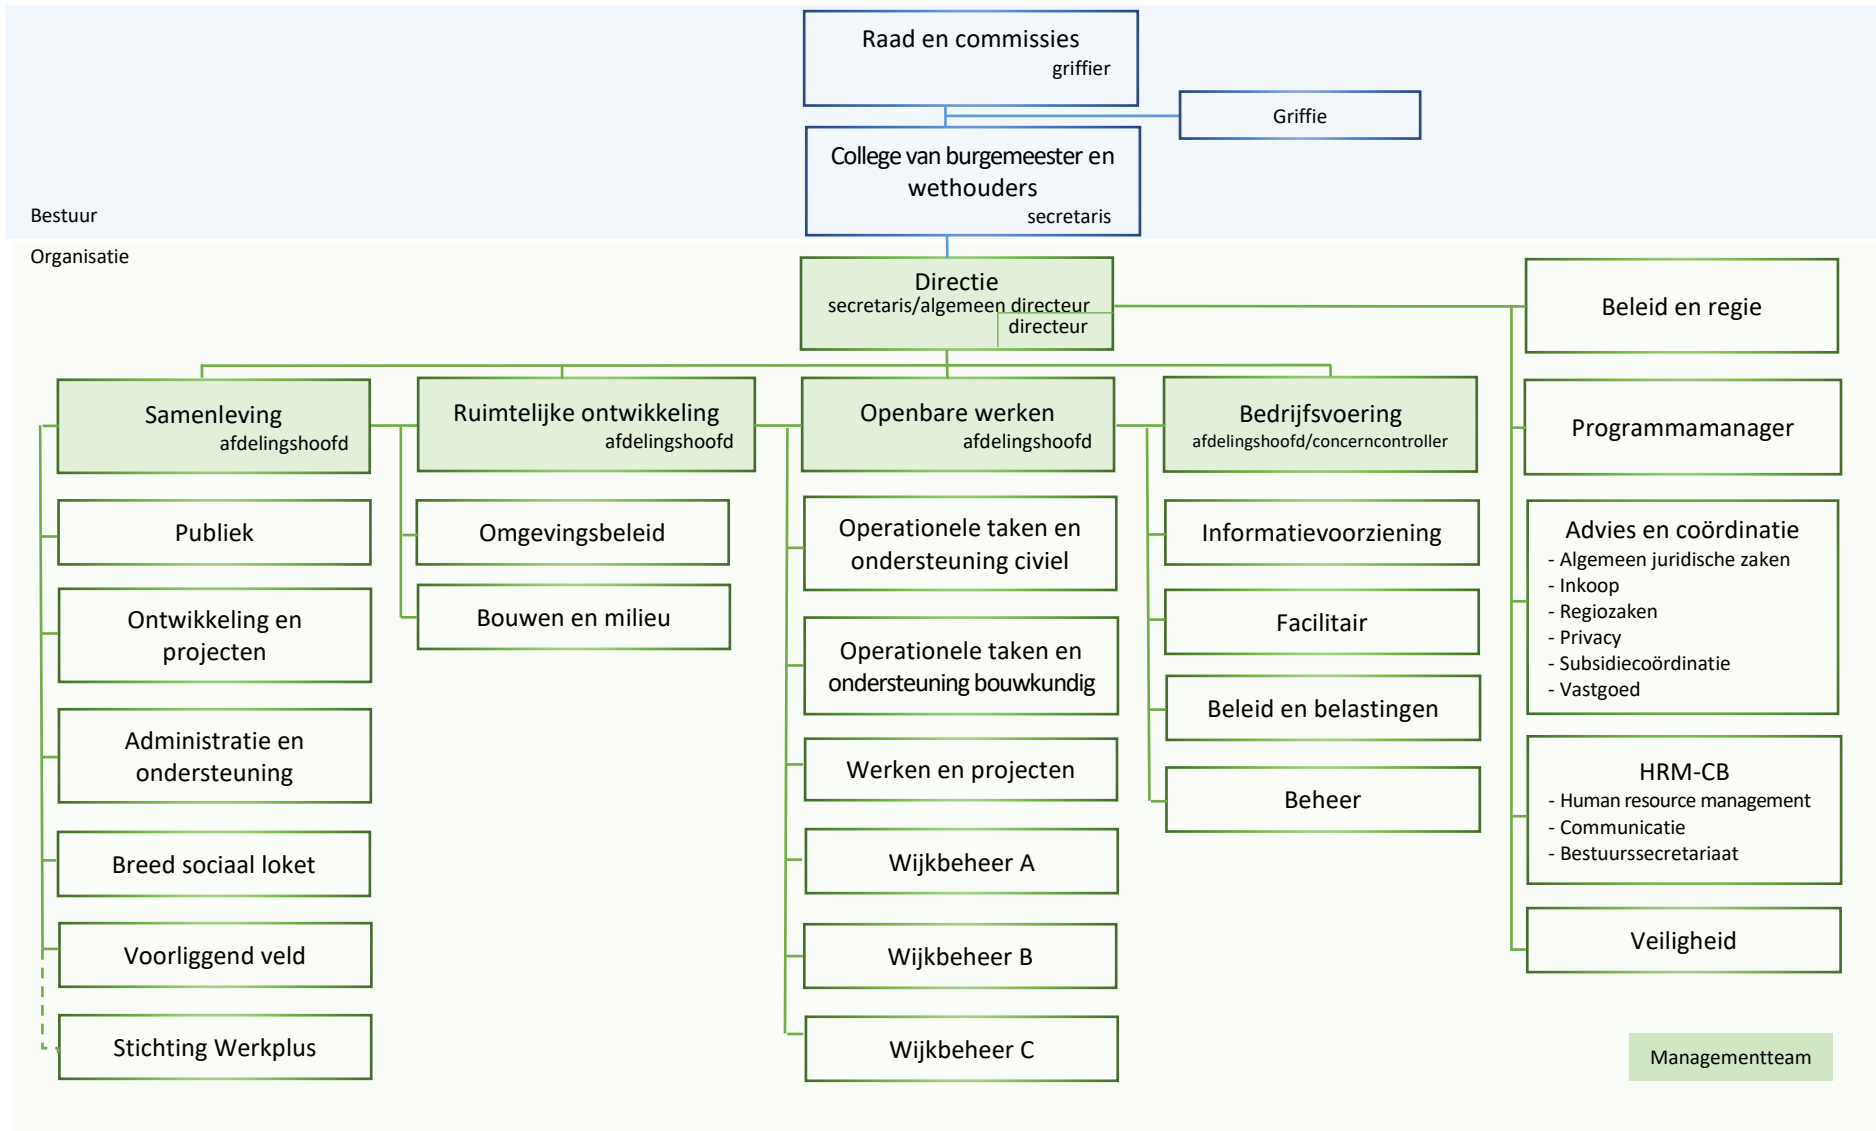 Raad en commissies
griffier
Griffie
College van burgemeester en
wethouders
secretaris
Bestuur
Organisatie
Directie
secretaris/algemeen directeur
directeur
Beleid en regie
Samenleving
afdelingshoofd
Ruimtelijke ontwikkeling
afdelingshoofd
Openbare werken
afdelingshoofd
Bedrijfsvoering
afdelingshoofd/concerncontroller
Programmamanager
Publiek
Ontwikkeling en
projecten
Administratie en
ondersteuning
Breed sociaal loket
Voorliggend veld
Stichting Werkplus
Omgevingsbeleid
Bouwen en milieu
Operationele taken en
ondersteuning civiel
Operationele taken en
ondersteuning bouwkundig
Werken en projecten
Wijkbeheer A
Wijkbeheer B
Wijkbeheer C
Informatievoorziening
Facilitair
Beleid en belastingen
Beheer
Advies en coördinatie
- Algemeen juridische zaken
- Inkoop
- Regiozaken
- Privacy
- Subsidiecoördinatie
- Vastgoed
HRM-CB
- Human resource management
- Communicatie
- Bestuurssecretariaat
Veiligheid
Managementteam